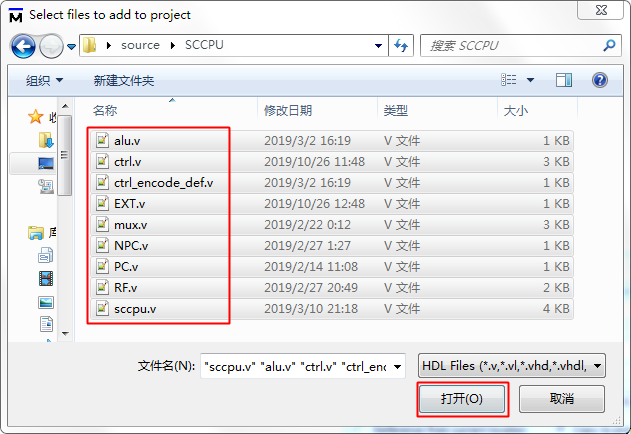 Select files to add to project
source SCCPU
搜索 SCCPU
组织 新建文件夹
名称 修改日期 类型 大小
alu.v 2019/3/2 16:19 V 文件 1 KB
ctrl.v 2019/10/26 11:48 V 文件 3 KB
ctrl_encode_def.v 2019/3/2 16:19 V 文件 1 KB
EXT.v 2019/10/26 12:48 V 文件 1 KB
mux.v 2019/2/22 0:12 V 文件 3 KB
NPC.v 2019/2/27 1:27 V 文件 1 KB
PC.v 2019/2/14 11:08 V 文件 1 KB
RF.v 2019/2/27 20:49 V 文件 2 KB
sccpu.v 2019/3/10 21:18 V 文件 4 KB
库
文件名(N): "sccpu.v" "alu.v" "ctrl.v" "ctrl_enc HDL Files (*.v,*.vl,*.vhd,*.vhdl,
打开(O) 取消